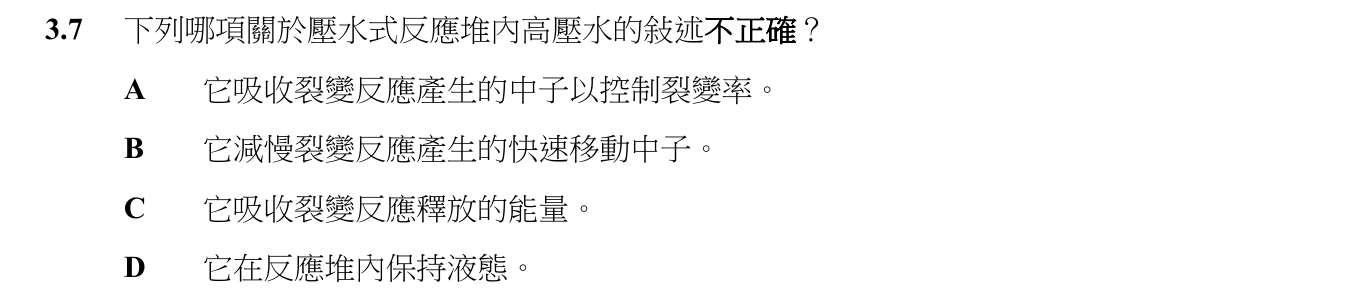 3.7 下列哪項關於壓水式反應堆內高壓水的敍述不正確？
A 它吸收裂變反應產生的中子以控制裂變率。
B 它減慢裂變反應產生的快速移動中子。
C 它吸收裂變反應釋放的能量。
D 它在反應堆內保持液態。